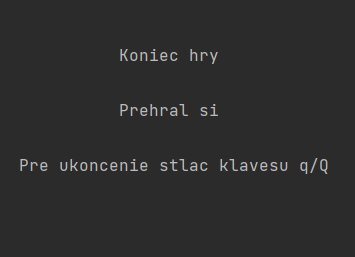 Koniec hry
Prehral si
Pre ukoncenie stlac klavesu q/Q